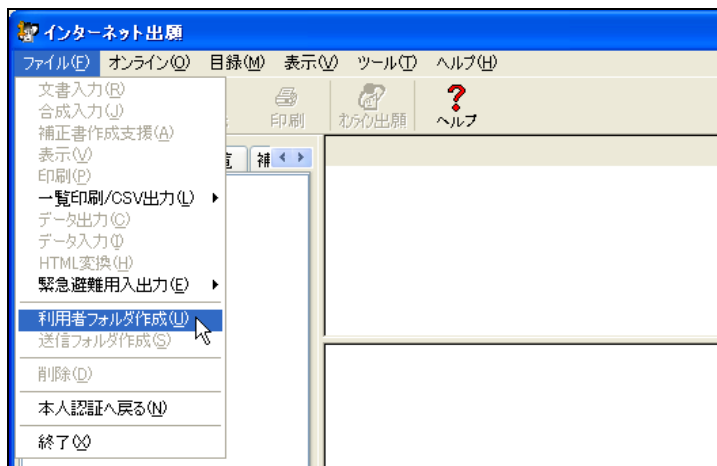 インターネット出願
ファイル(F) オンライン(O) 目録(M) 表示(V) ツール(T) ヘルプ(H)
文書入力(R)
合成入力(J)
補正書作成支援(A)
表示(V)
印刷(P)
一覧印刷/CSV出力(L)
データ出力(C)
データ入力(I)
HTML変換(H)
緊急避難用入出力(E)
利用者フォルダ作成(U)
送信フォルダ作成(S)
削除(D)
本人認証へ戻る(N)
終了(X)
印刷 オンライン出願 ヘルプ
覧 補